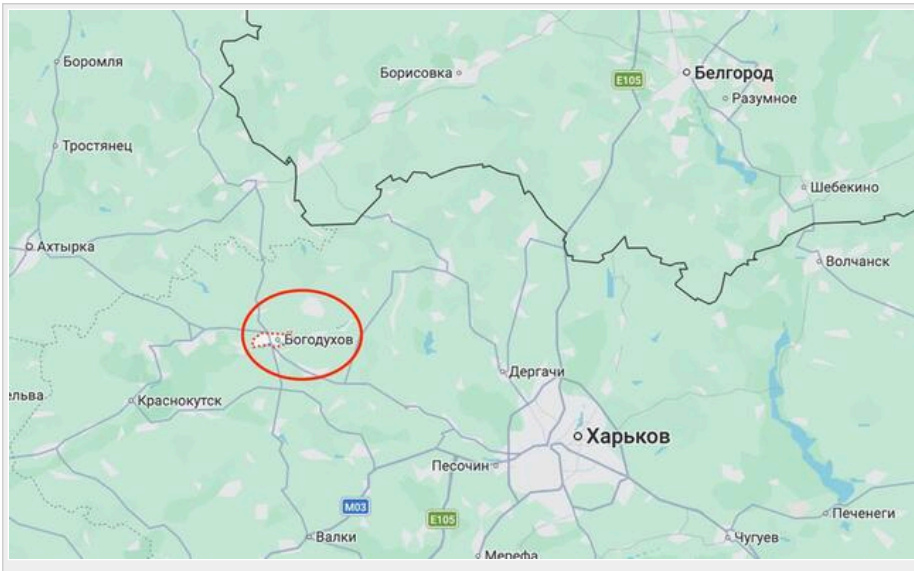 Боромля
Борисовка
E105
Белгород
Разумное
Тростянец
Шебекино
Ахтырка
Волчанск
Богодухов
Дергачи
ельва
Краснокутск
Харьков
Песочин
M03
E105
Печенеги
Валки
Чугуев
Мерефа